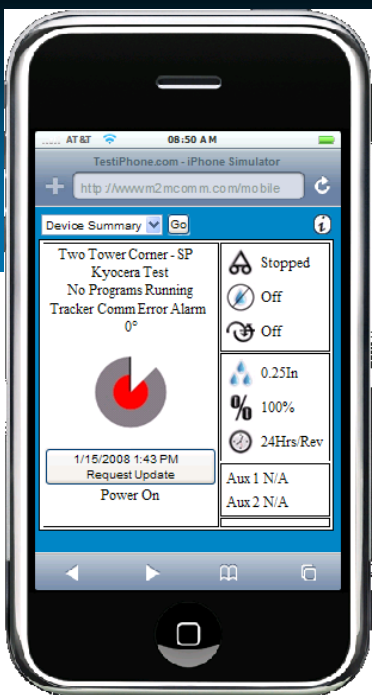 ..... AT&T 08:50 AM
TestiPhone.com - iPhone Simulator
http://wwwm2mcomm.com/mobile
Device Summary Go
Two Tower Corner - SP
Kyocera Test
No Programs Running
Tracker Comm Error Alarm
0°
1/15/2008 1:43 PM
Request Update
Power On
Stopped
Off
Off
0.25In
% 100%
24Hrs/Rev
Aux 1 N/A
Aux 2 N/A